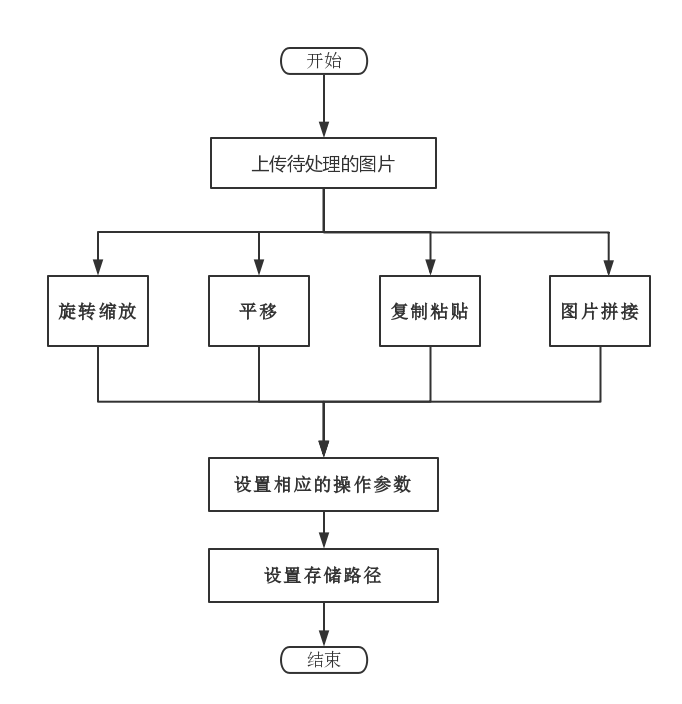 开始
上传待处理的图片
旋转缩放
平移
复制粘贴
图片拼接
设置相应的操作参数
设置存储路径
结束